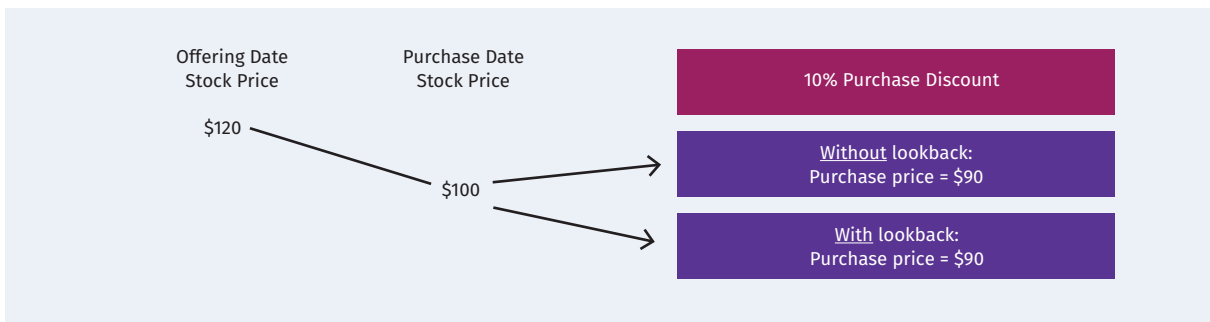 Offering Date
Stock Price
Purchase Date
Stock Price
10% Purchase Discount
$120
Without lookback:
Purchase price = $90
$100
With lookback:
Purchase price = $90